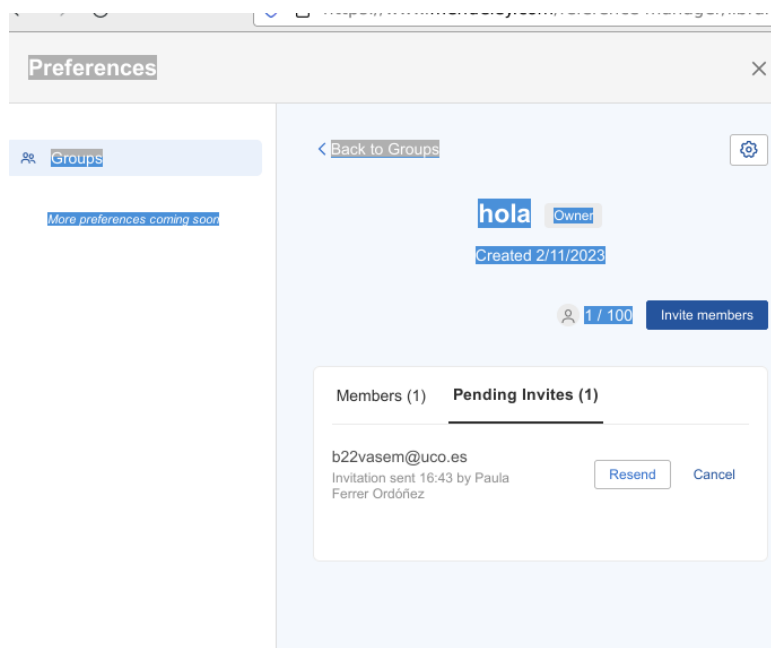 Preferences
Groups
More preferences coming soon
Back to Groups
hola Owner
Created 2/11/2023
1 / 100 Invite members
Members (1) Pending Invites (1)
b22vasem@uco.es
Invitation sent 16:43 by Paula
Ferrer Ordóñez
Resend Cancel